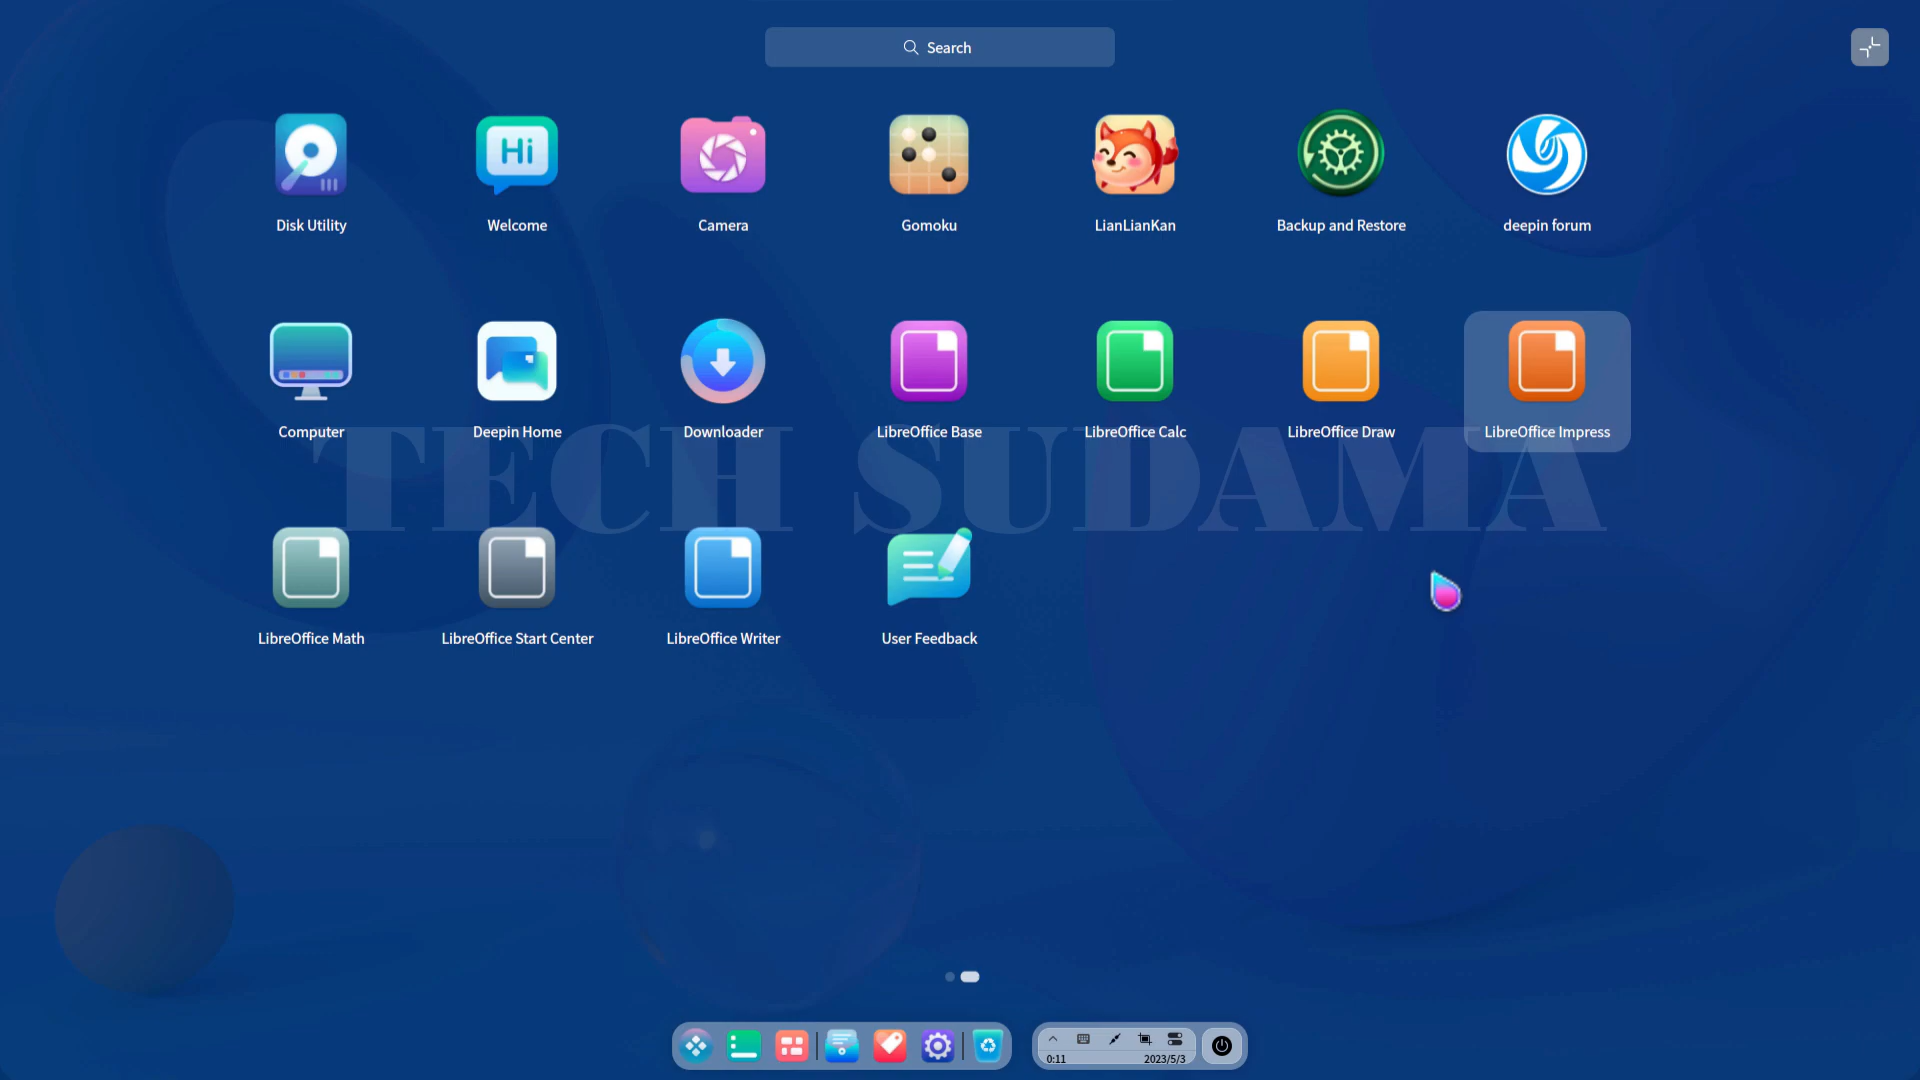 Search
Hi
Disk Utility
Welcome
Camera
Gomoku
LianLianKan
Backup and Restore
deepin forum
Computer
Deepin Home
Downloader
LibreOffice Base
LibreOffice Calc
LibreOffice Draw
LibreOffice Impress
TECH SUDAMA
LibreOffice Math
LibreOffice Start Center
LibreOffice Writer
User Feedback
0:11
2023/5/3